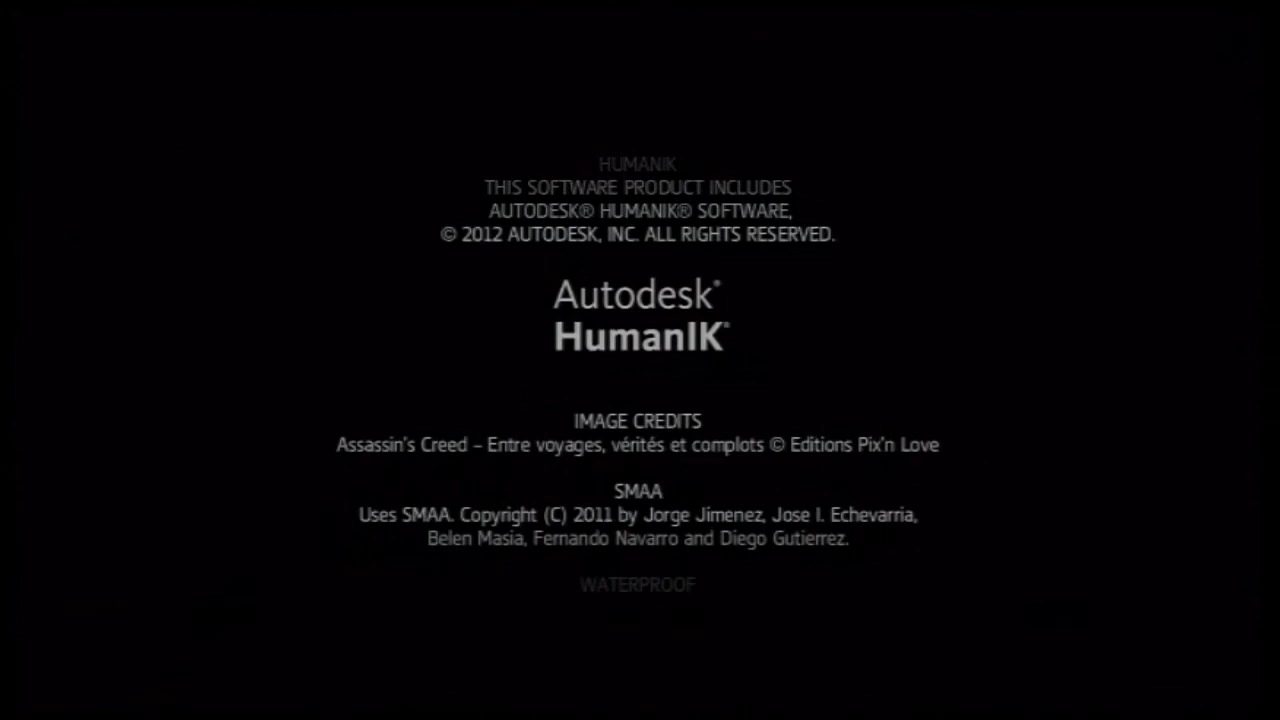 HUMANIK
THIS SOFTWARE PRODUCT INCLUDES
AUTODESK® HUMANIK® SOFTWARE,
© 2012 AUTODESK, INC. ALL RIGHTS RESERVED.
Autodesk®
HumanIK®
IMAGE CREDITS
Assassin's Creed – Entre voyages, vérités et complots © Editions Pix'n Love
SMAA
Uses SMAA. Copyright (C) 2011 by Jorge Jimenez, Jose I. Echevarria,
Belen Masia, Fernando Navarro and Diego Gutierrez.
WATERPROOF